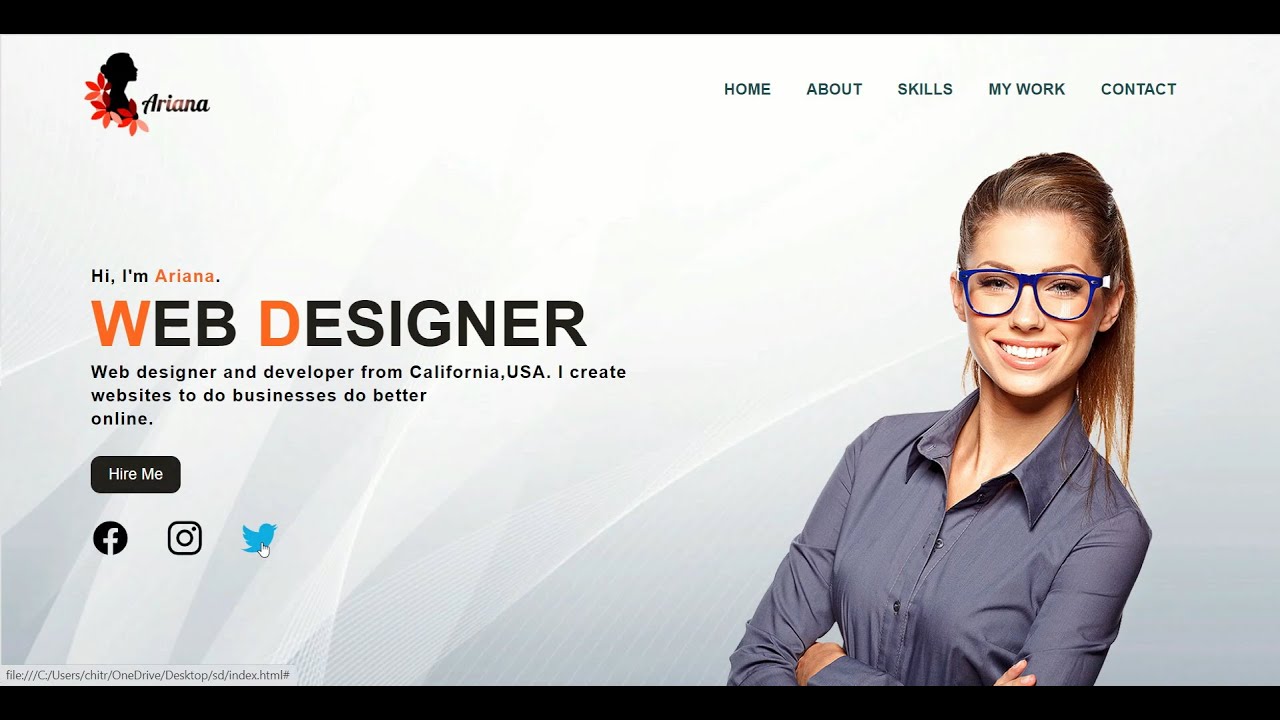 Ariana
HOME ABOUT SKILLS MY WORK CONTACT
Hi, I'm Ariana.
WEB DESIGNER
Web designer and developer from California,USA. I create
websites to do businesses do better
online.
Hire Me
file:///C:/Users/chitr/OneDrive/Desktop/sd/index.html#